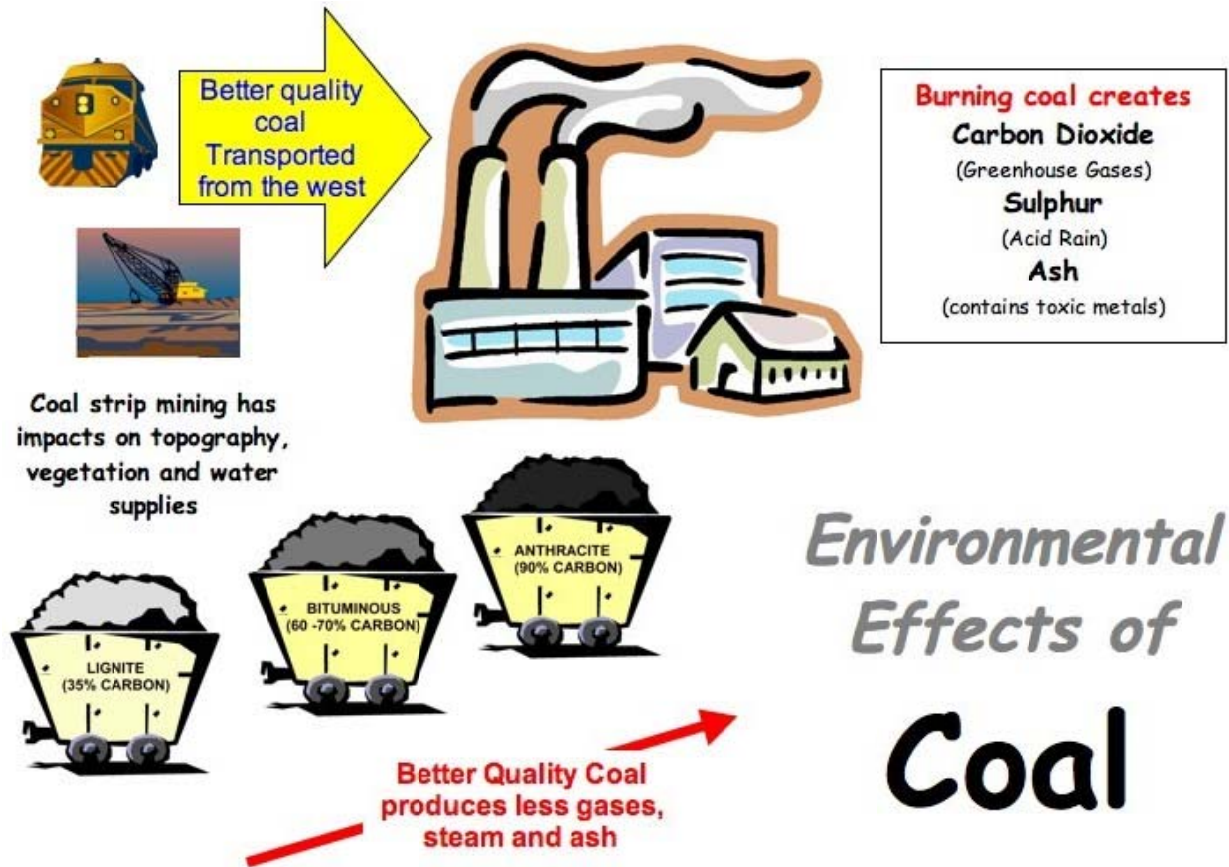 Better quality
coal
Transported
from the west
Burning coal creates
Carbon Dioxide
(Greenhouse Gases)
Sulphur
(Acid Rain)
Ash
(contains toxic metals)
Coal strip mining has
impacts on topography,
vegetation and water
supplies
LIGNITE
(35% CARBON)
BITUMINOUS
(60 -70% CARBON)
ANTHRACITE
(90% CARBON)
Better Quality Coal
produces less gases,
steam and ash
Environmental
Effects of
Coal